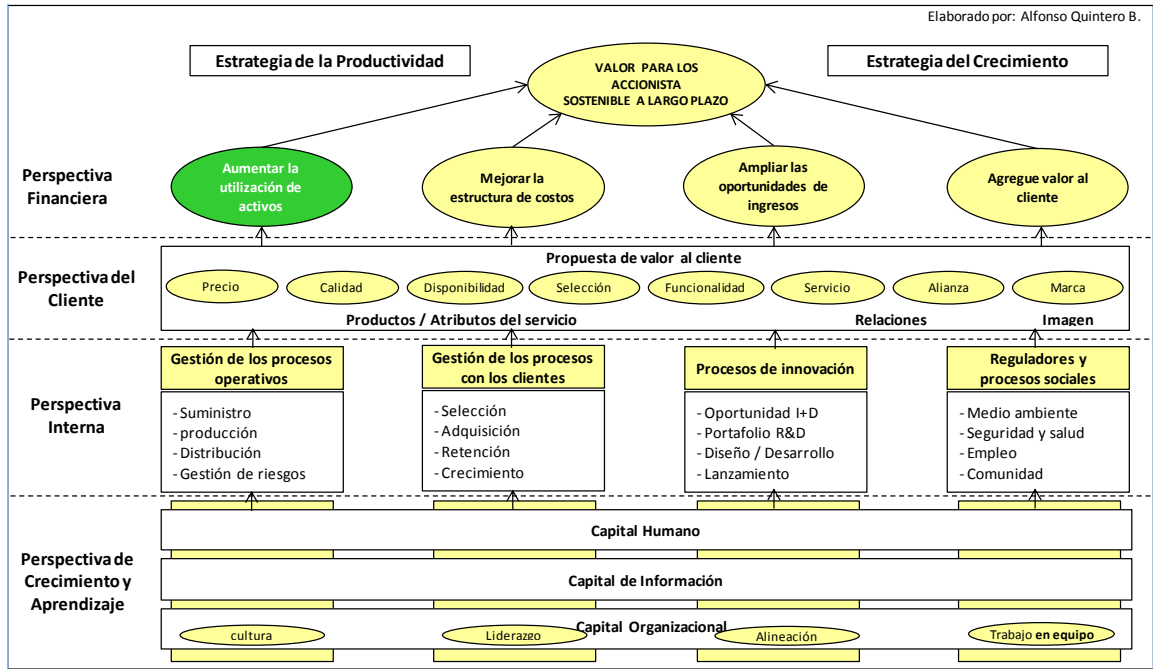 Elaborado por: Alfonso Quintero B.
Estrategia de la Productividad
VALOR PARA LOS
ACCIONISTA
SOSTENIBLE A LARGO PLAZO
Estrategia del Crecimiento
Perspectiva
Financiera
Aumentar la
utilización de
activos
Mejorar la
estructura de costos
Ampliar las
oportunidades de
ingresos
Agregue valor al
cliente
Perspectiva del
Cliente
Propuesta de valor al cliente
Precio
Calidad
Disponibilidad
Selección
Funcionalidad
Servicio
Alianza
Marca
Productos / Atributos del servicio
Relaciones
Imagen
Perspectiva
Interna
Gestión de los procesos
operativos
- Suministro
- producción
- Distribución
- Gestión de riesgos
Gestión de los procesos
con los clientes
- Selección
- Adquisición
- Retención
- Crecimiento
Procesos de innovación
- Oportunidad I+D
- Portafolio R&D
- Diseño / Desarrollo
- Lanzamiento
Reguladores y
procesos sociales
- Medio ambiente
- Seguridad y salud
- Empleo
- Comunidad
Perspectiva de
Crecimiento y
Aprendizaje
Capital Humano
Capital de Información
Capital Organizacional
cultura
Liderazgo
Alineación
Trabajo en equipo